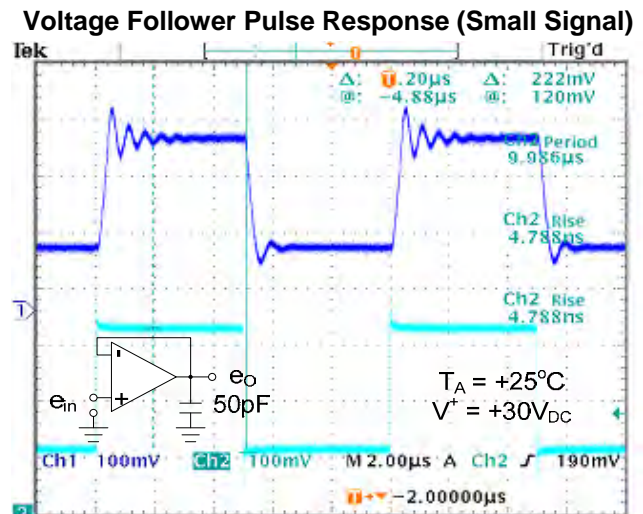 Voltage Follower Pulse Response (Small Signal)
Tek Trig'd
Δ: .20µs Δ: 222mV
@: −4.88µs @: 120mV
Ch2 Period
9.986µs
Ch2 Rise
4.788ns
Ch2 Rise
4.788ns
1
eO
ein
50pF
TA = +25°C
V+ = +30VDC
Ch1 100mV Ch2 100mV M 2.00µs A Ch2 190mV
T −2.00000µs
2